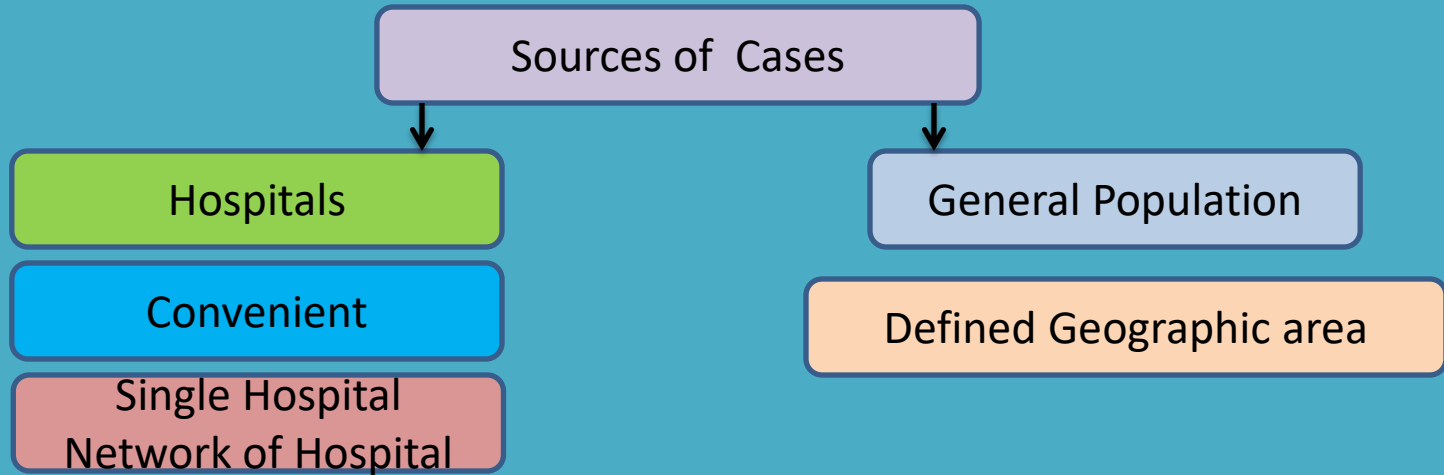 Sources of  Cases
Hospitals
General Population
Convenient
Defined Geographic area
Single Hospital
Network of Hospital